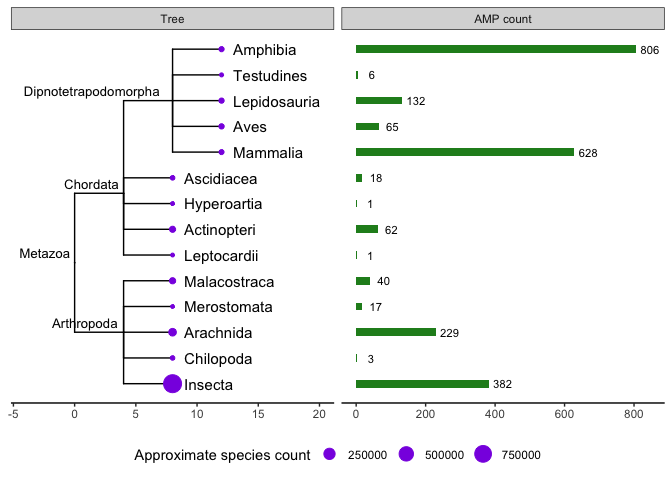 Tree AMP count
Amphibia 806
Testudines 6
Dipnotetrapodomorpha
Lepidosauria 132
Aves 65
Mammalia 628
Ascidiacea 18
Chordata
Hyperoartia 1
Actinopteri 62
Metazoa
Leptocardii 1
Malacostraca 40
Merostomata 17
Arthropoda
Arachnida 229
Chilopoda 3
Insecta 382
-5 0 5 10 15 20 0 200 400 600 800
Approximate species count 250000 500000 750000